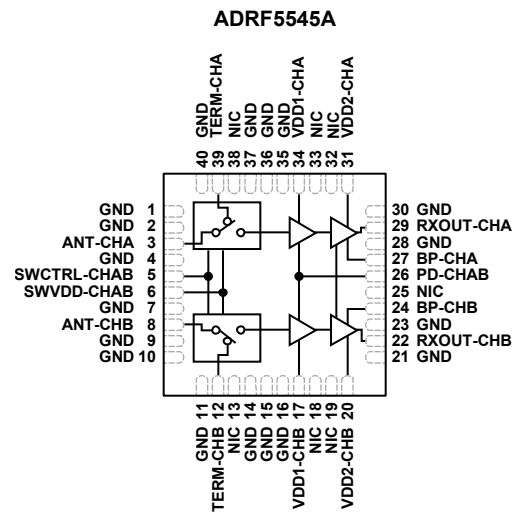 ADRF5545A
40 GND
39 TERM-CHA
38 NIC
37 GND
36 GND
35 GND
34 VDD1-CHA
33 NIC
32 NIC
31 VDD2-CHA
GND 1
GND 2
ANT-CHA 3
GND 4
SWCTRL-CHAB 5
SWVDD-CHAB 6
GND 7
ANT-CHB 8
GND 9
GND 10
30 GND
29 RXOUT-CHA
28 GND
27 BP-CHA
26 PD-CHAB
25 NIC
24 BP-CHB
23 GND
22 RXOUT-CHB
21 GND
GND 11
TERM-CHB 12
NIC 13
GND 14
GND 15
GND 16
VDD1-CHB 17
NIC 18
NIC 19
VDD2-CHB 20